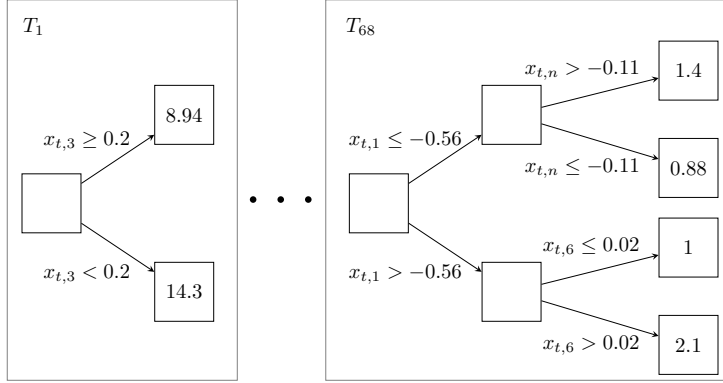 T₁
x_{t,3} ≥ 0.2
8.94
x_{t,3} < 0.2
14.3
• • •
T₆₈
x_{t,1} ≤ −0.56
x_{t,1} > −0.56
x_{t,n} > −0.11
1.4
x_{t,n} ≤ −0.11
0.88
x_{t,6} ≤ 0.02
1
x_{t,6} > 0.02
2.1